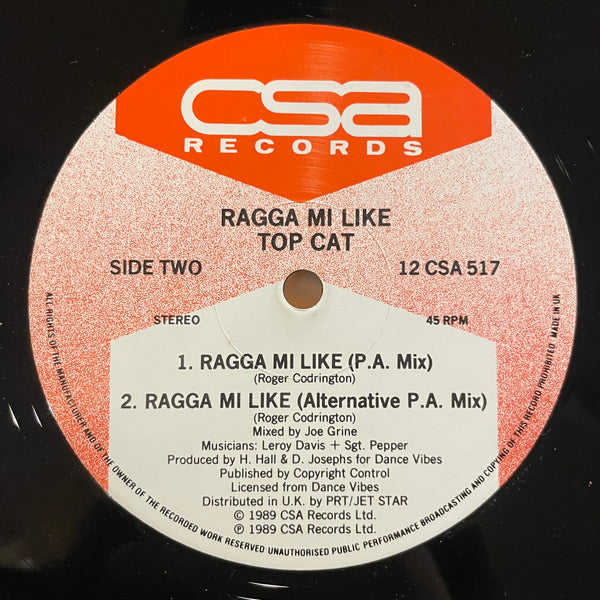 csa
RECORDS
RAGGA MI LIKE
TOP CAT
SIDE TWO
12 CSA 517
STEREO
45 RPM
1. RAGGA MI LIKE (P.A. Mix)
(Roger Codrington)
2. RAGGA MI LIKE (Alternative P.A. Mix)
(Roger Codrington)
Mixed by Joe Grine
Musicians: Leroy Davis + Sgt. Pepper
Produced by H. Hall & D. Josephs for Dance Vibes
Published by Copyright Control
Licensed from Dance Vibes
Distributed in U.K. by PRT/JET STAR
© 1989 CSA Records Ltd.
℗ 1989 CSA Records Ltd.
ALL RIGHTS OF THE MANUFACTURER AND OF THE OWNER OF THE RECORDED WORK RESERVED UNAUTHORISED PUBLIC PERFORMANCE BROADCASTING AND COPYING OF THIS RECORD PROHIBITED MADE IN UK